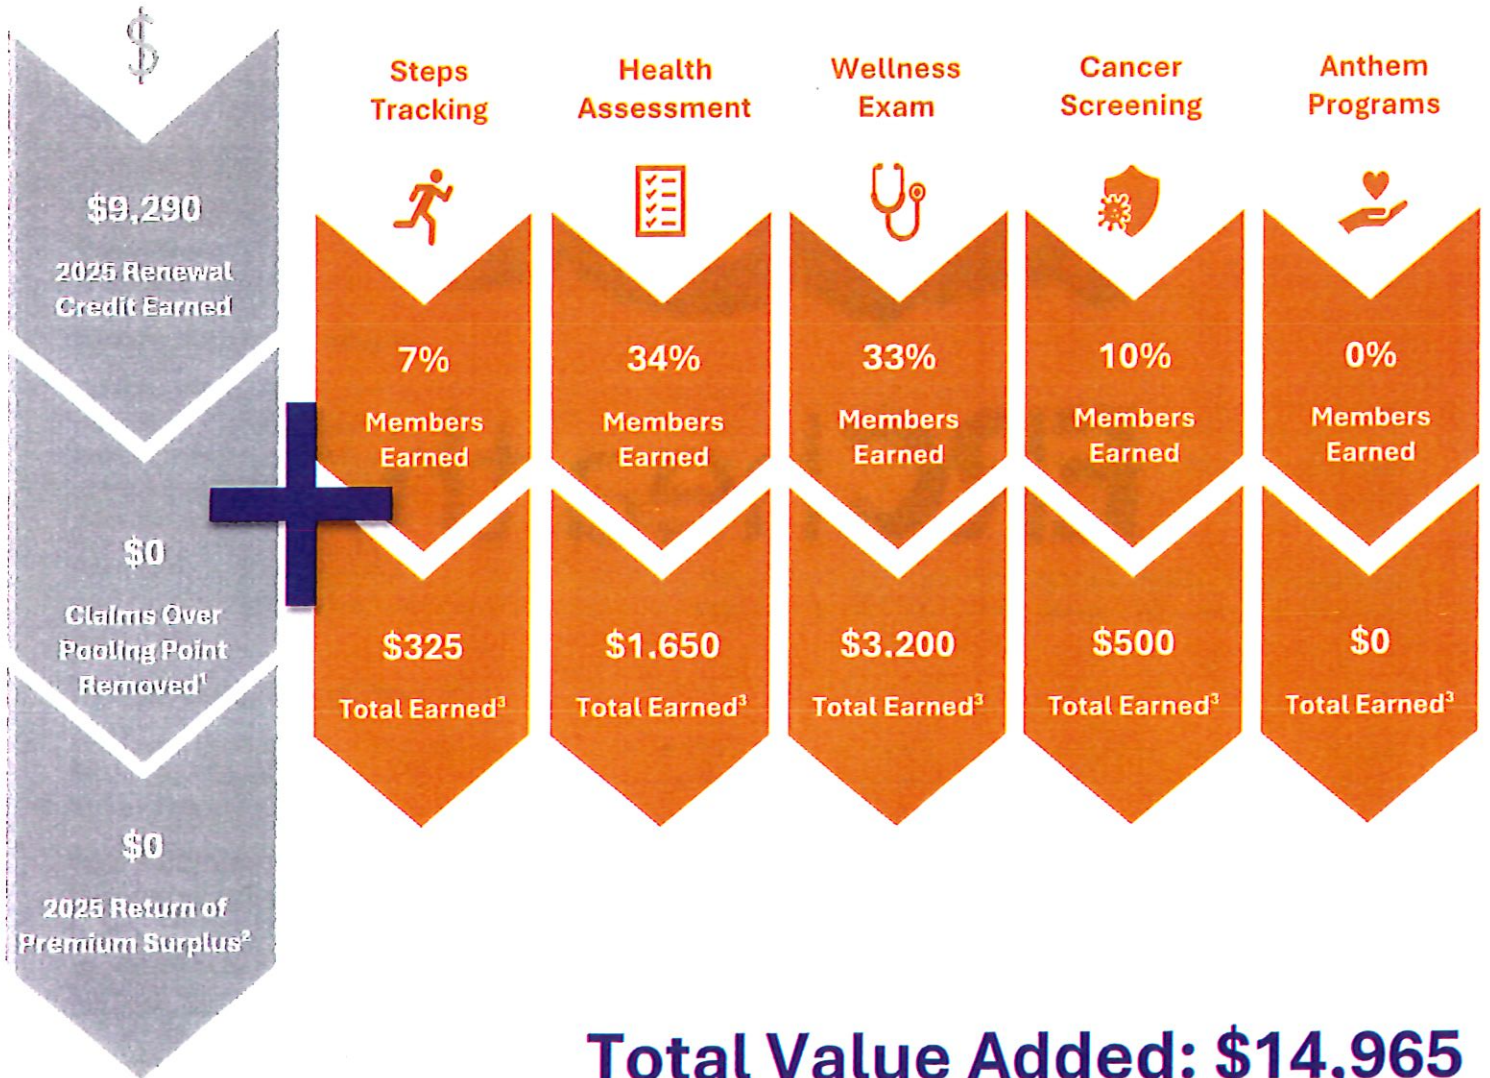 $
$9,290
2025 Renewal
Credit Earned
$0
Claims Over
Pooling Point
Removed¹
$0
2025 Return of
Premium Surplus²
Steps
Tracking
7%
Members
Earned
$325
Total Earned³
Health
Assessment
34%
Members
Earned
$1,650
Total Earned³
Wellness
Exam
33%
Members
Earned
$3,200
Total Earned³
Cancer
Screening
10%
Members
Earned
$500
Total Earned³
Anthem
Programs
0%
Members
Earned
$0
Total Earned³
Total Value Added: $14,965